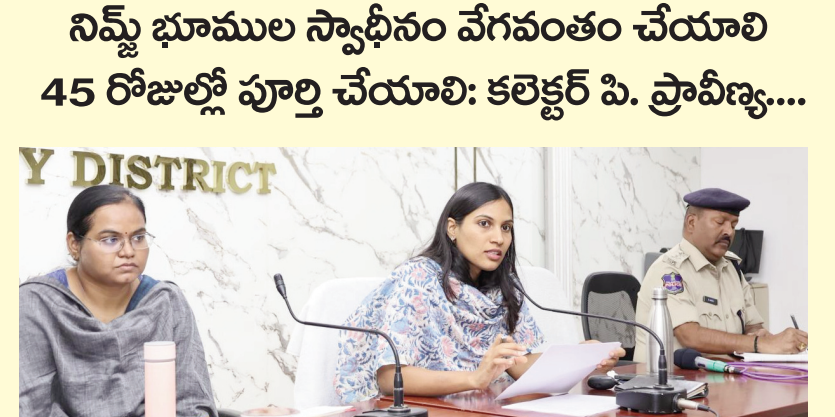 నిమ్జ్ భూముల స్వాధీనం వేగవంతం చేయాలి
45 రోజుల్లో పూర్తి చేయాలి: కలెక్టర్ పి. ప్రావీణ్య....
Y DISTRICT